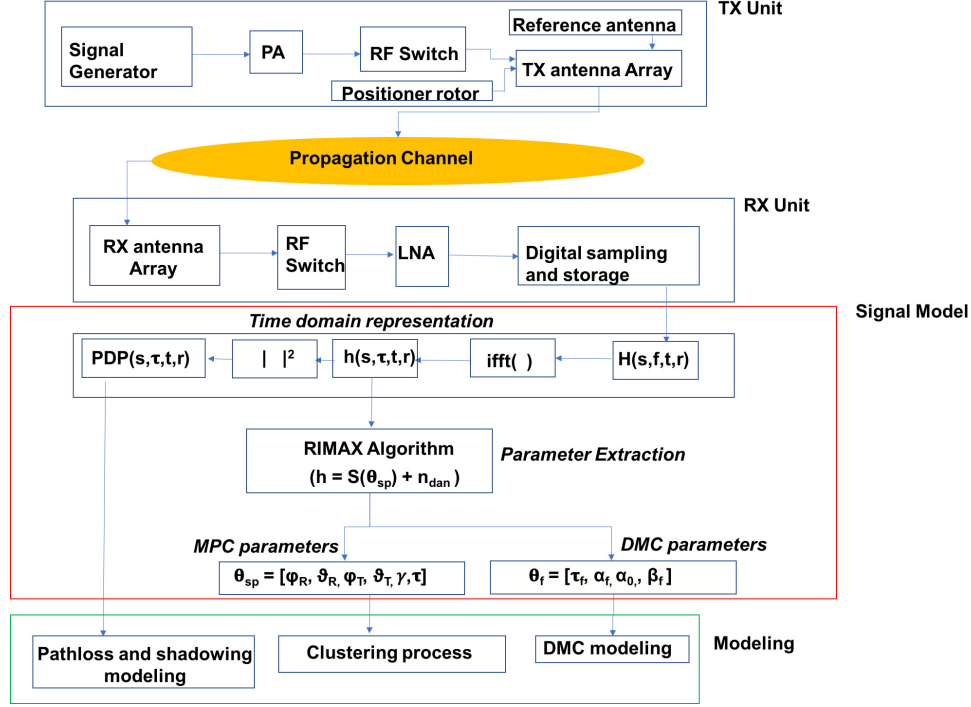 TX Unit
Reference antenna
Signal
Generator
PA
RF Switch
TX antenna Array
Positioner rotor
Propagation Channel
RX Unit
RX antenna
Array
RF
Switch
LNA
Digital sampling
and storage
Signal Model
Time domain representation
PDP(s,τ,t,r)
| |²
h(s,τ,t,r)
ifft( )
H(s,f,t,r)
RIMAX Algorithm
(h = S(θsp) + ndan )
Parameter Extraction
MPC parameters
DMC parameters
θsp = [φR, ϑR, φT, ϑT, γ,τ]
θf = [τf, αf, α0,, βf ]
Modeling
Pathloss and shadowing
modeling
Clustering process
DMC modeling